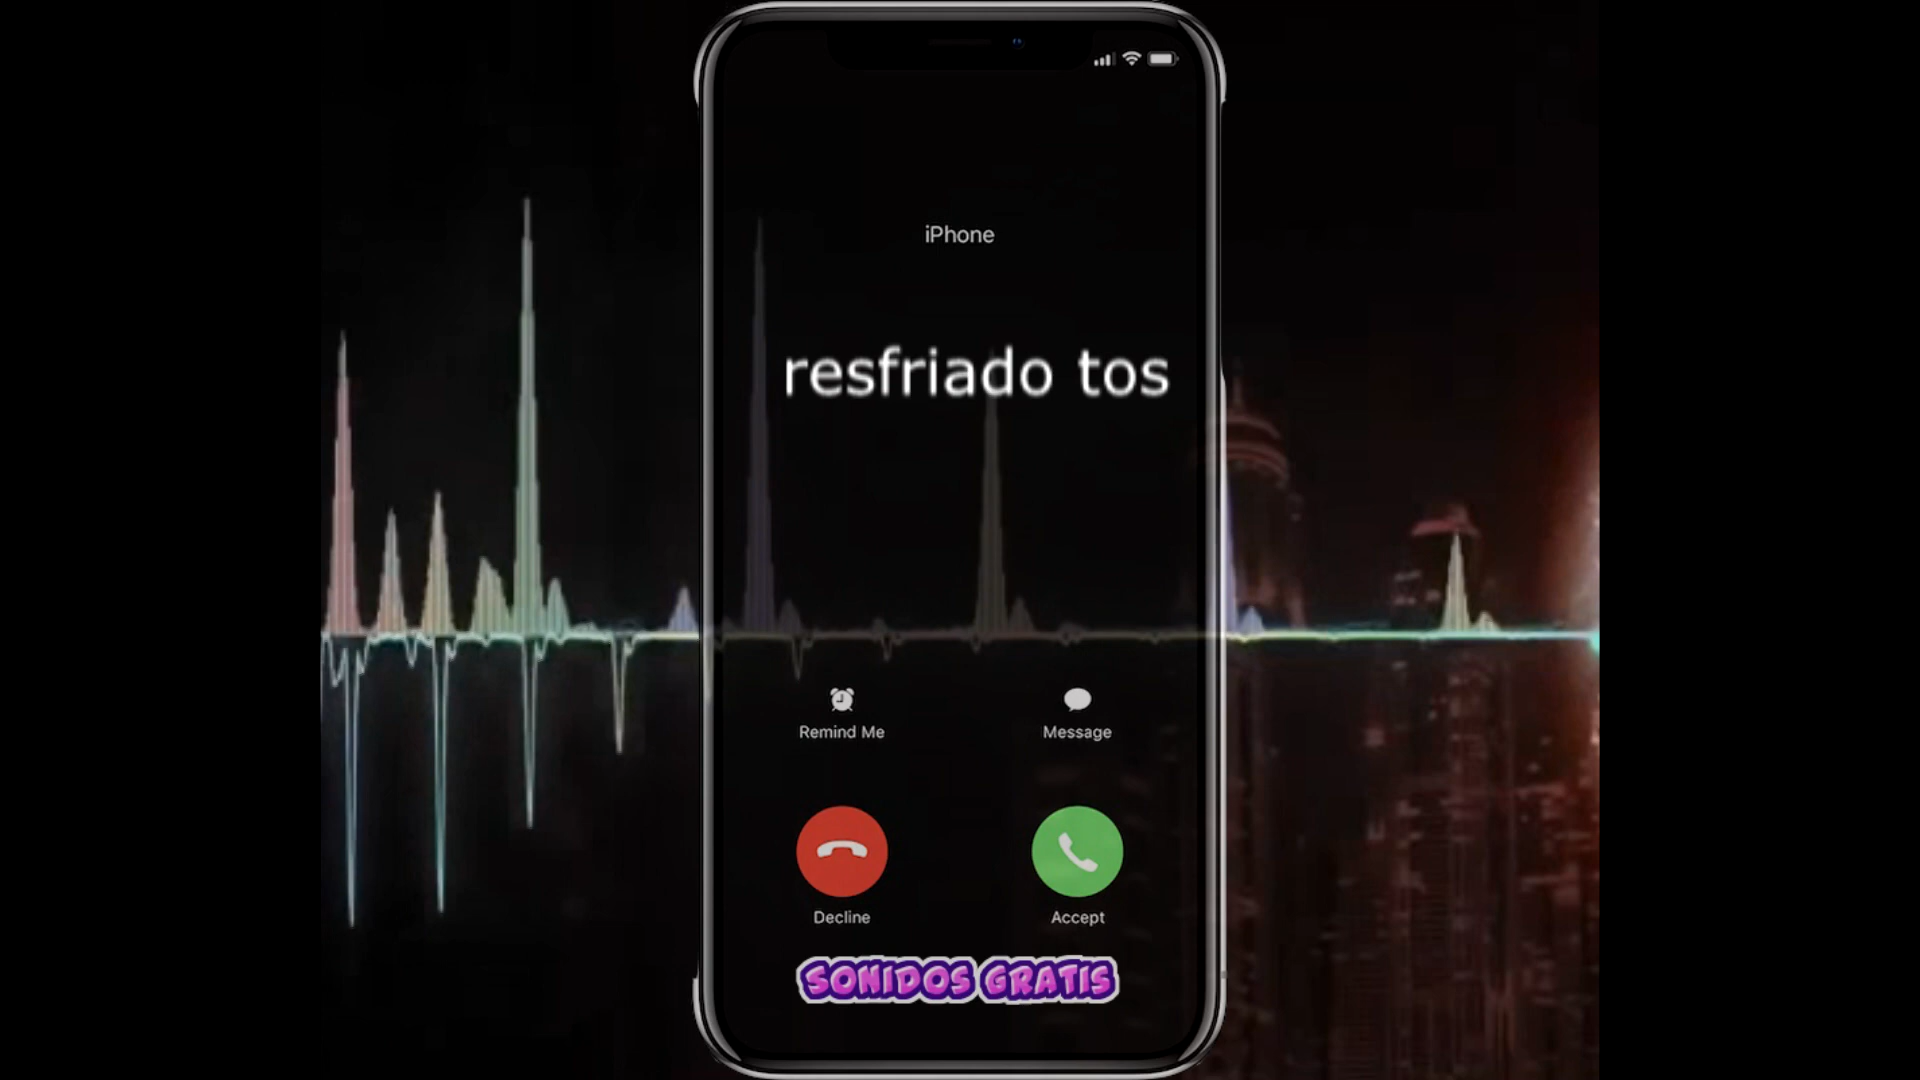 iPhone
resfriado tos
Remind Me
Message
Decline
Accept
SONIDOS GRATIS